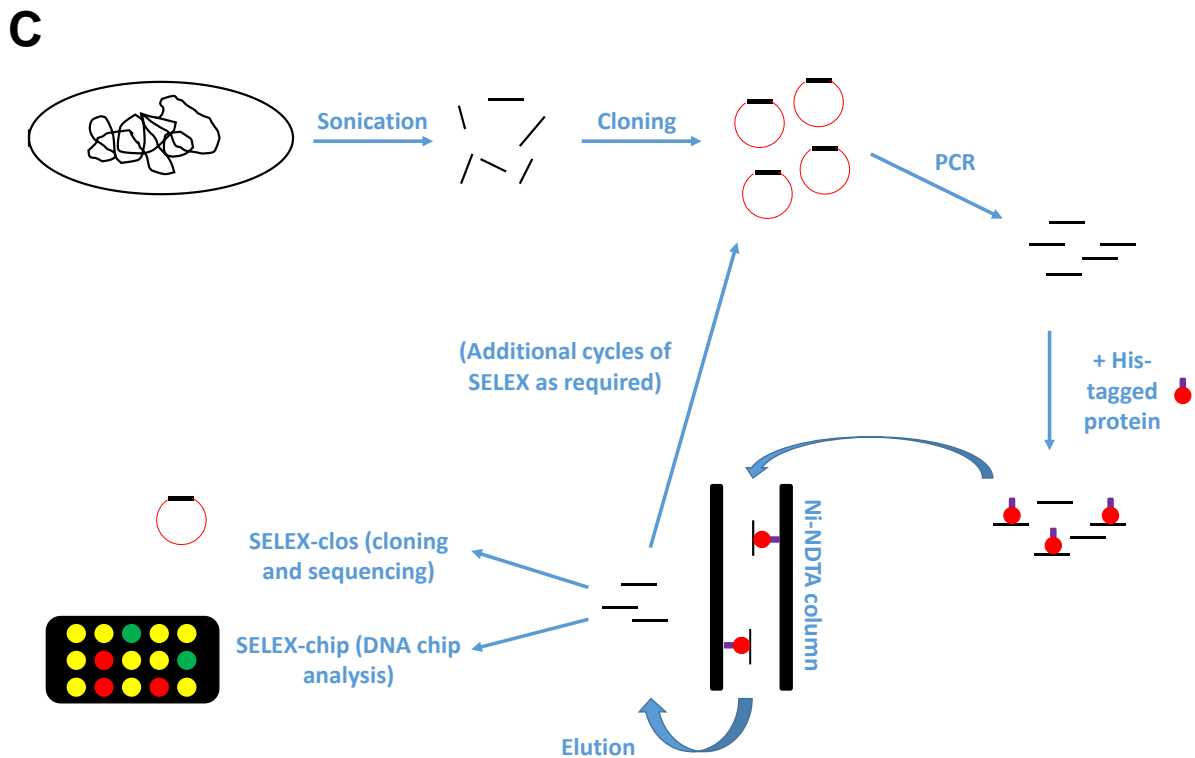 C
Sonication
Cloning
PCR
(Additional cycles of
SELEX as required)
+ His-
tagged
protein
Ni-NDTA column
SELEX-clos (cloning
and sequencing)
SELEX-chip (DNA chip
analysis)
Elution